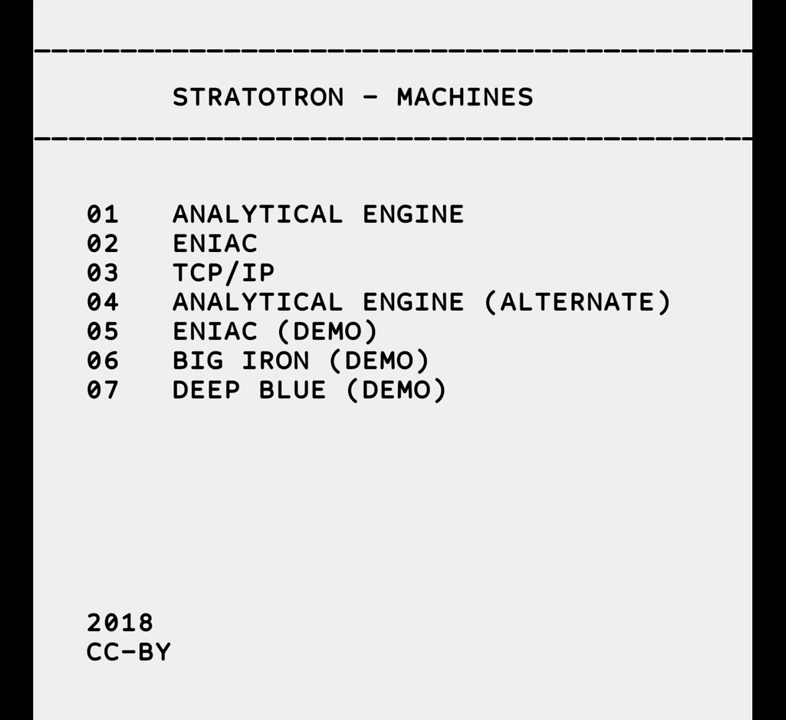 STRATOTRON - MACHINES
01 ANALYTICAL ENGINE
02 ENIAC
03 TCP/IP
04 ANALYTICAL ENGINE (ALTERNATE)
05 ENIAC (DEMO)
06 BIG IRON (DEMO)
07 DEEP BLUE (DEMO)
2018
CC-BY